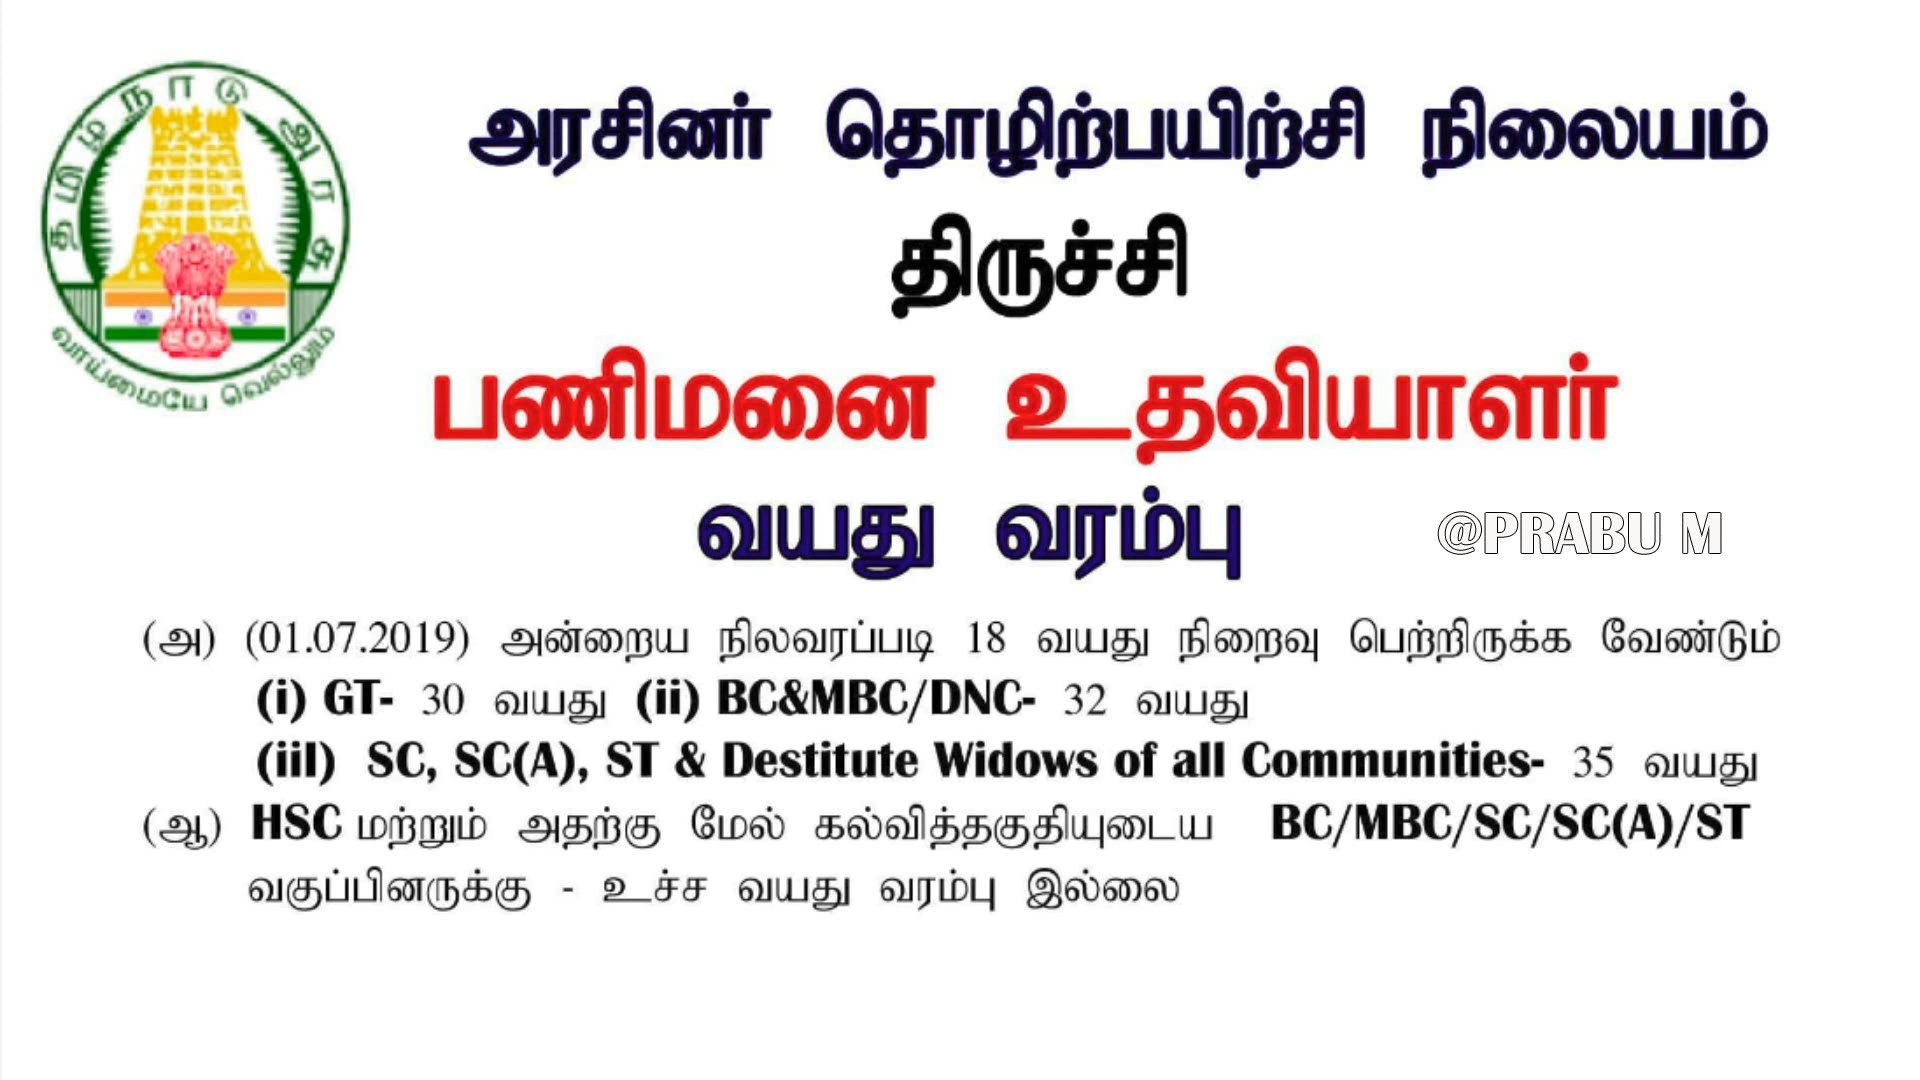 தமிழ்நாடு அரசு
வாய்மையே வெல்லும்
அரசினர் தொழிற்பயிற்சி நிலையம்
திருச்சி
பணிமனை உதவியாளர்
வயது வரம்பு
@PRABU M
(அ) (01.07.2019) அன்றைய நிலவரப்படி 18 வயது நிறைவு பெற்றிருக்க வேண்டும்
(i) GT- 30 வயது (ii) BC&MBC/DNC- 32 வயது
(iiI) SC, SC(A), ST & Destitute Widows of all Communities- 35 வயது
(ஆ) HSC மற்றும் அதற்கு மேல் கல்வித்தகுதியுடைய BC/MBC/SC/SC(A)/ST
வகுப்பினருக்கு - உச்ச வயது வரம்பு இல்லை